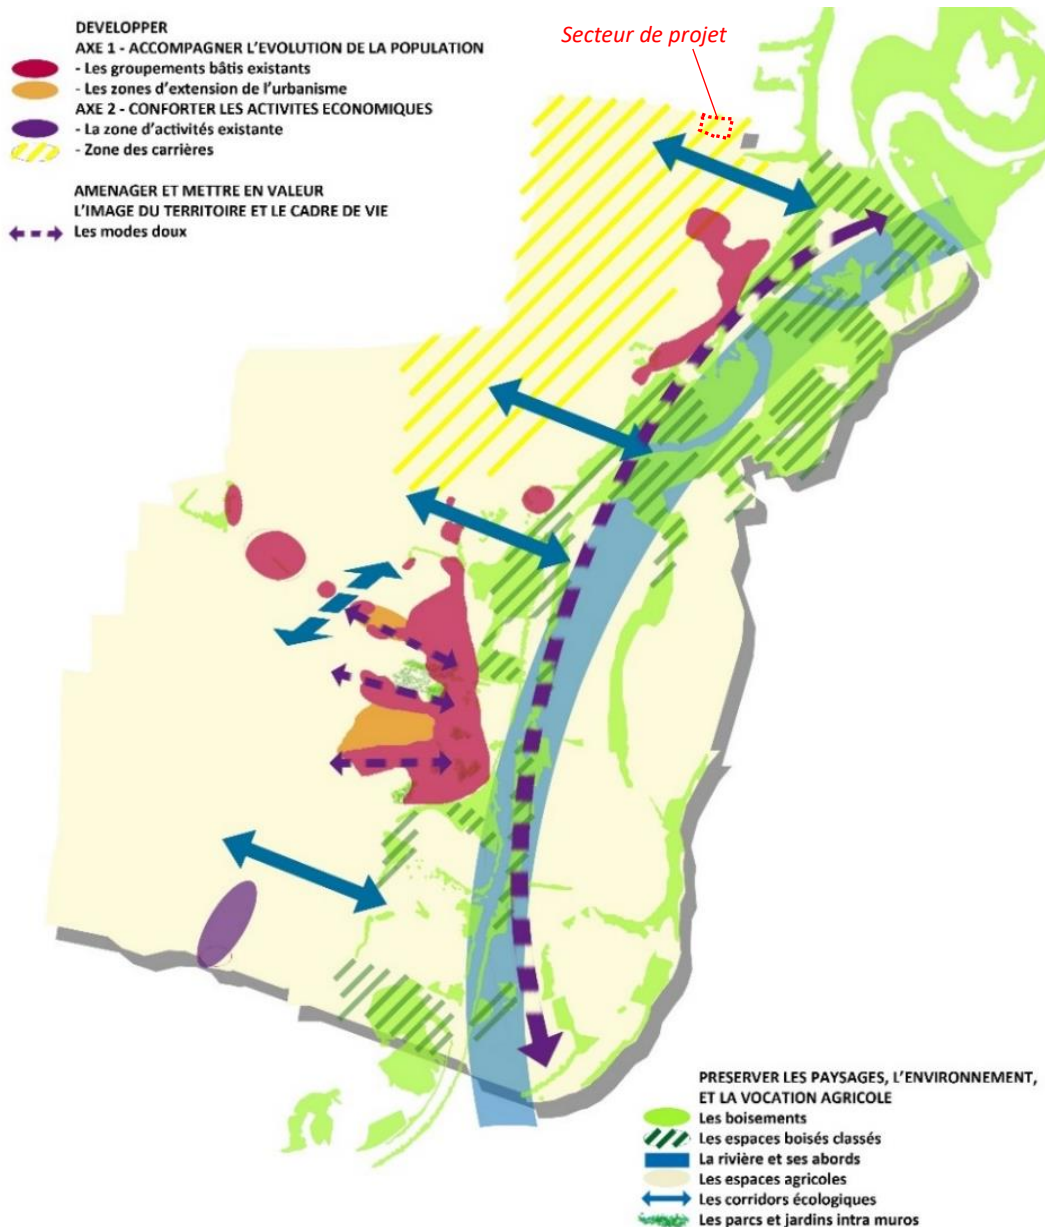 DEVELOPPER
AXE 1 - ACCOMPAGNER L'EVOLUTION DE LA POPULATION
- Les groupements bâtis existants
- Les zones d'extension de l'urbanisme
AXE 2 - CONFORTER LES ACTIVITES ECONOMIQUES
- La zone d'activités existante
- Zone des carrières
AMENAGER ET METTRE EN VALEUR
L'IMAGE DU TERRITOIRE ET LE CADRE DE VIE
Les modes doux
Secteur de projet
PRESERVER LES PAYSAGES, L'ENVIRONNEMENT,
ET LA VOCATION AGRICOLE
Les boisements
Les espaces boisés classés
La rivière et ses abords
Les espaces agricoles
Les corridors écologiques
Les parcs et jardins intra muros